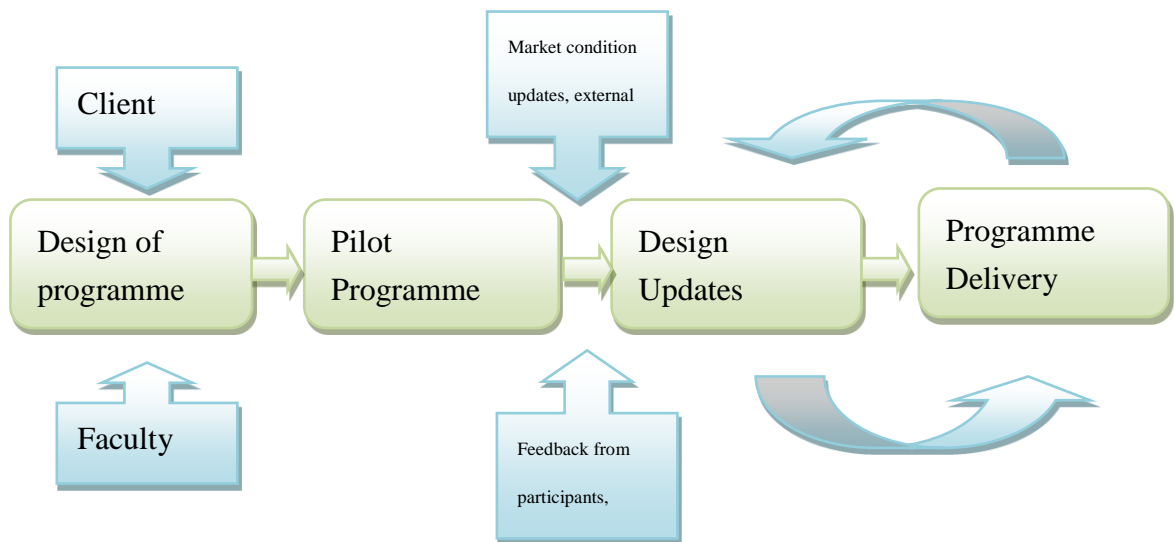 Market condition
updates, external
Client
Design of
programme
Pilot
Programme
Design
Updates
Programme
Delivery
Faculty
Feedback from
participants,